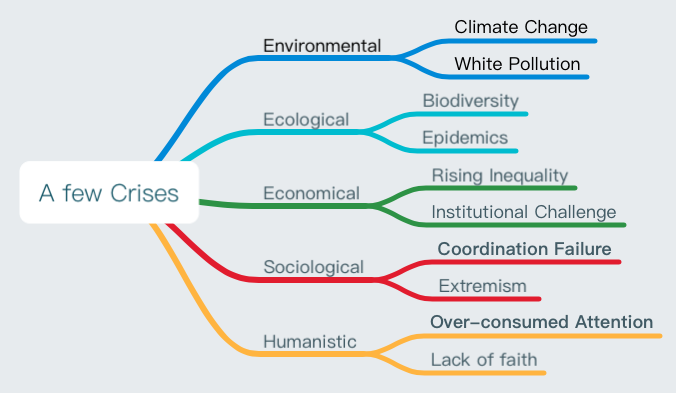 A few Crises
Environmental
Climate Change
White Pollution
Ecological
Biodiversity
Epidemics
Economical
Rising Inequality
Institutional Challenge
Sociological
Coordination Failure
Extremism
Humanistic
Over-consumed Attention
Lack of faith